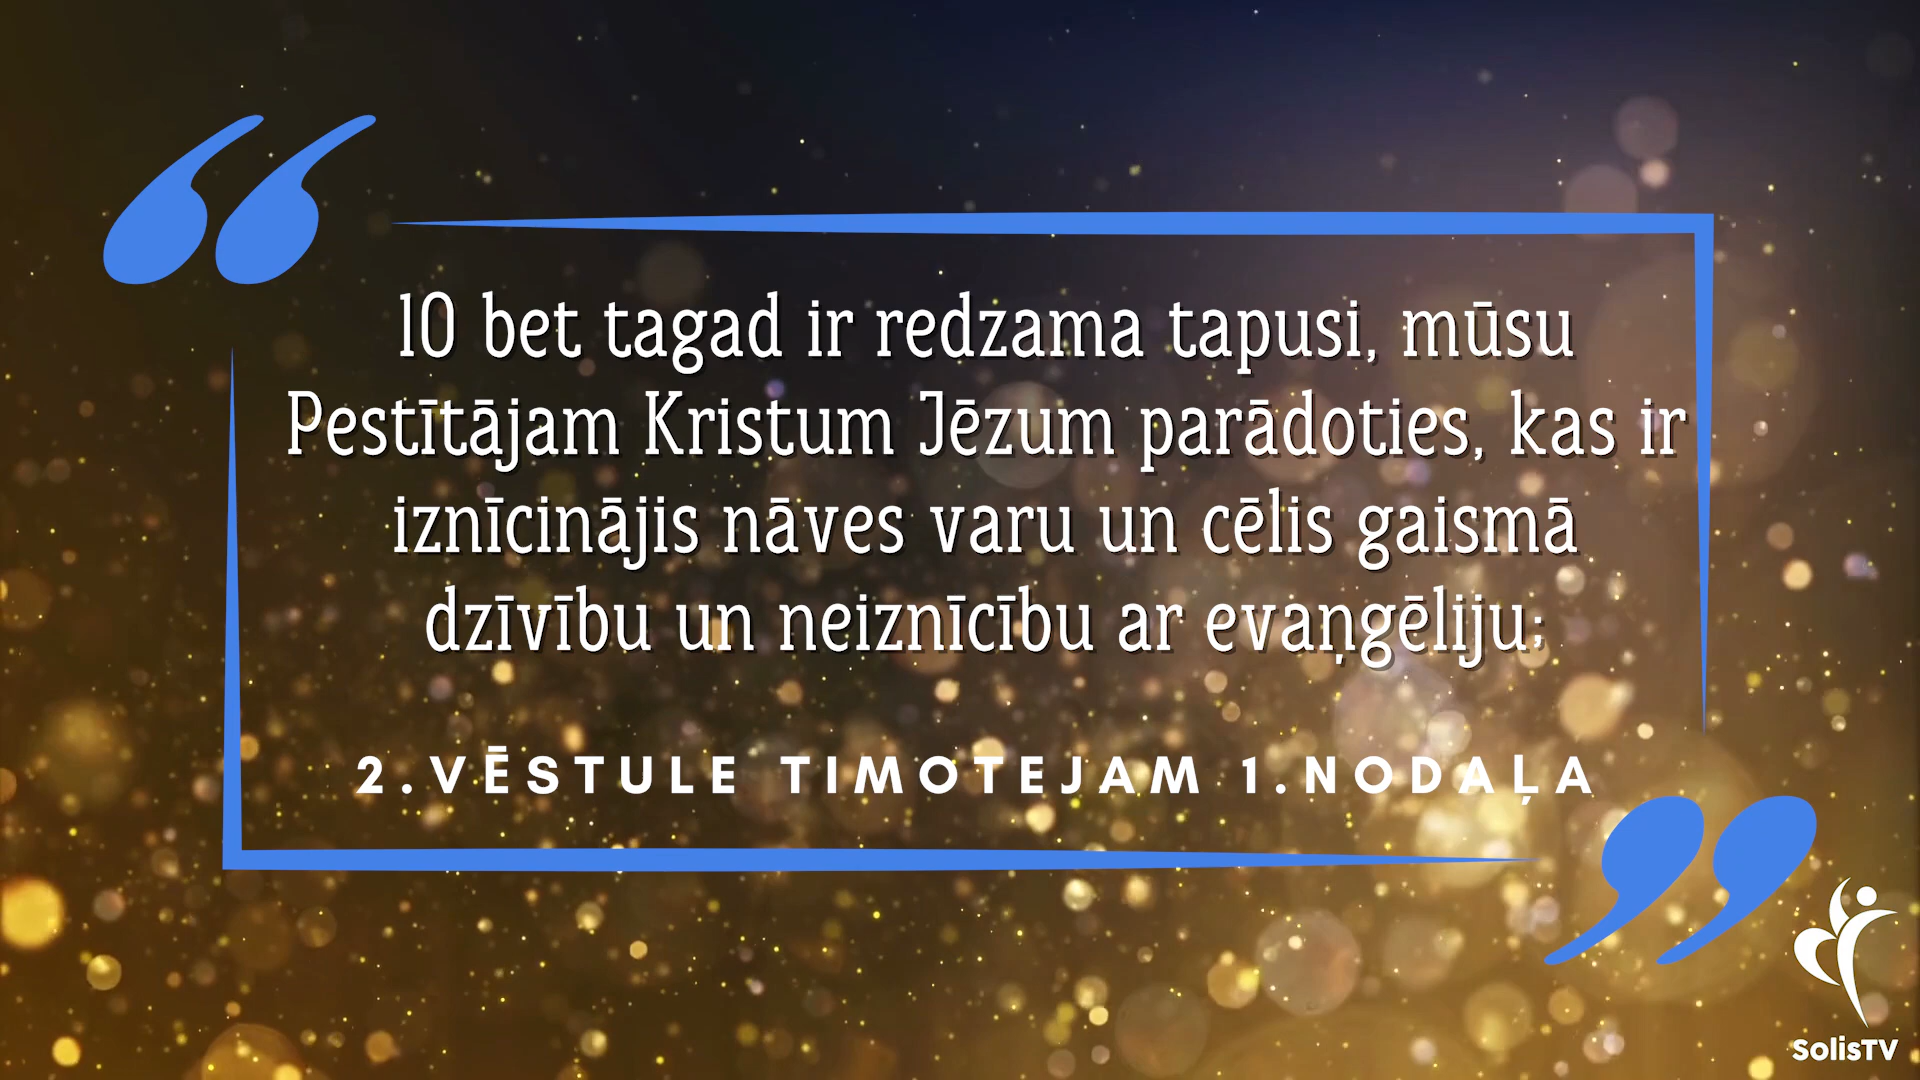 10 bet tagad ir redzama tapusi, mūsu
Pestītājam Kristum Jēzum parādoties, kas ir
iznīcinājis nāves varu un cēlis gaismā
dzīvību un neiznīcību ar evaņgēliju;
2.VĒSTULE TIMOTEJAM 1.NODAĻA
SolisTV